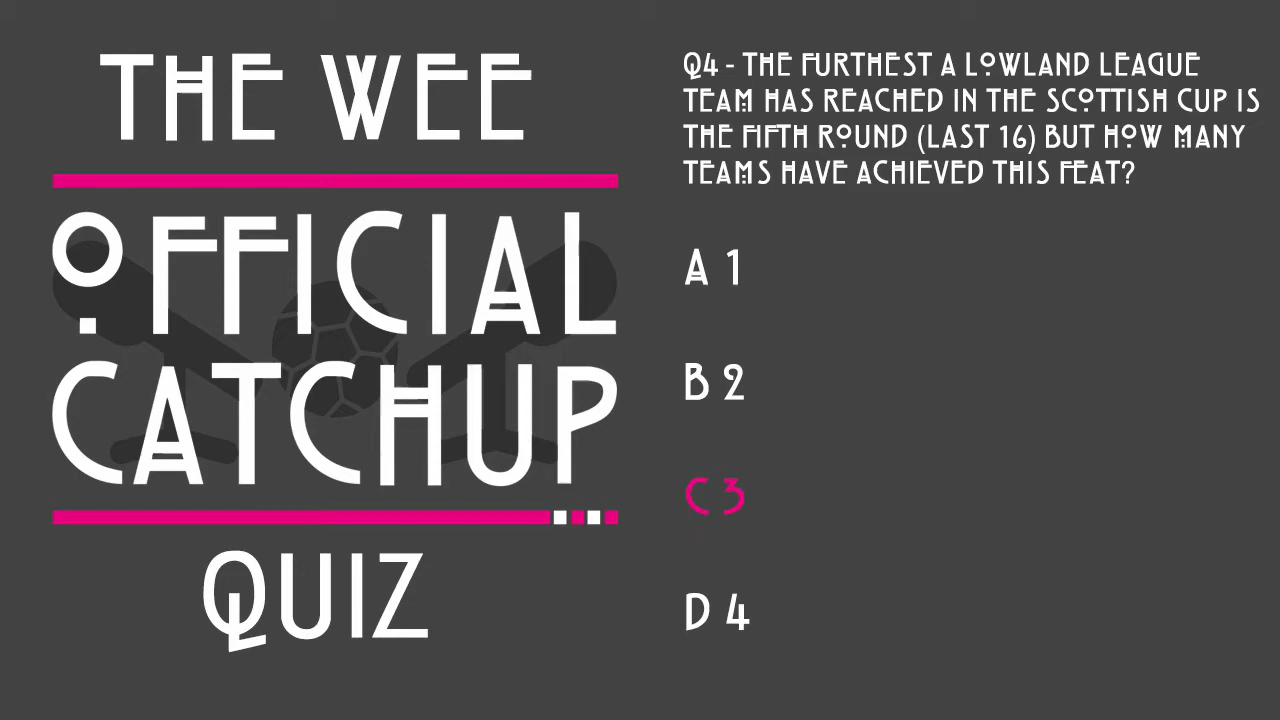 THE WEE
OFFICIAL
CATCHUP
QUIZ
Q4 - THE FURTHEST A LOWLAND LEAGUE
TEAM HAS REACHED IN THE SCOTTISH CUP IS
THE FIFTH ROUND (LAST 16) BUT HOW MANY
TEAMS HAVE ACHIEVED THIS FEAT?
A 1
B 2
C 3
D 4